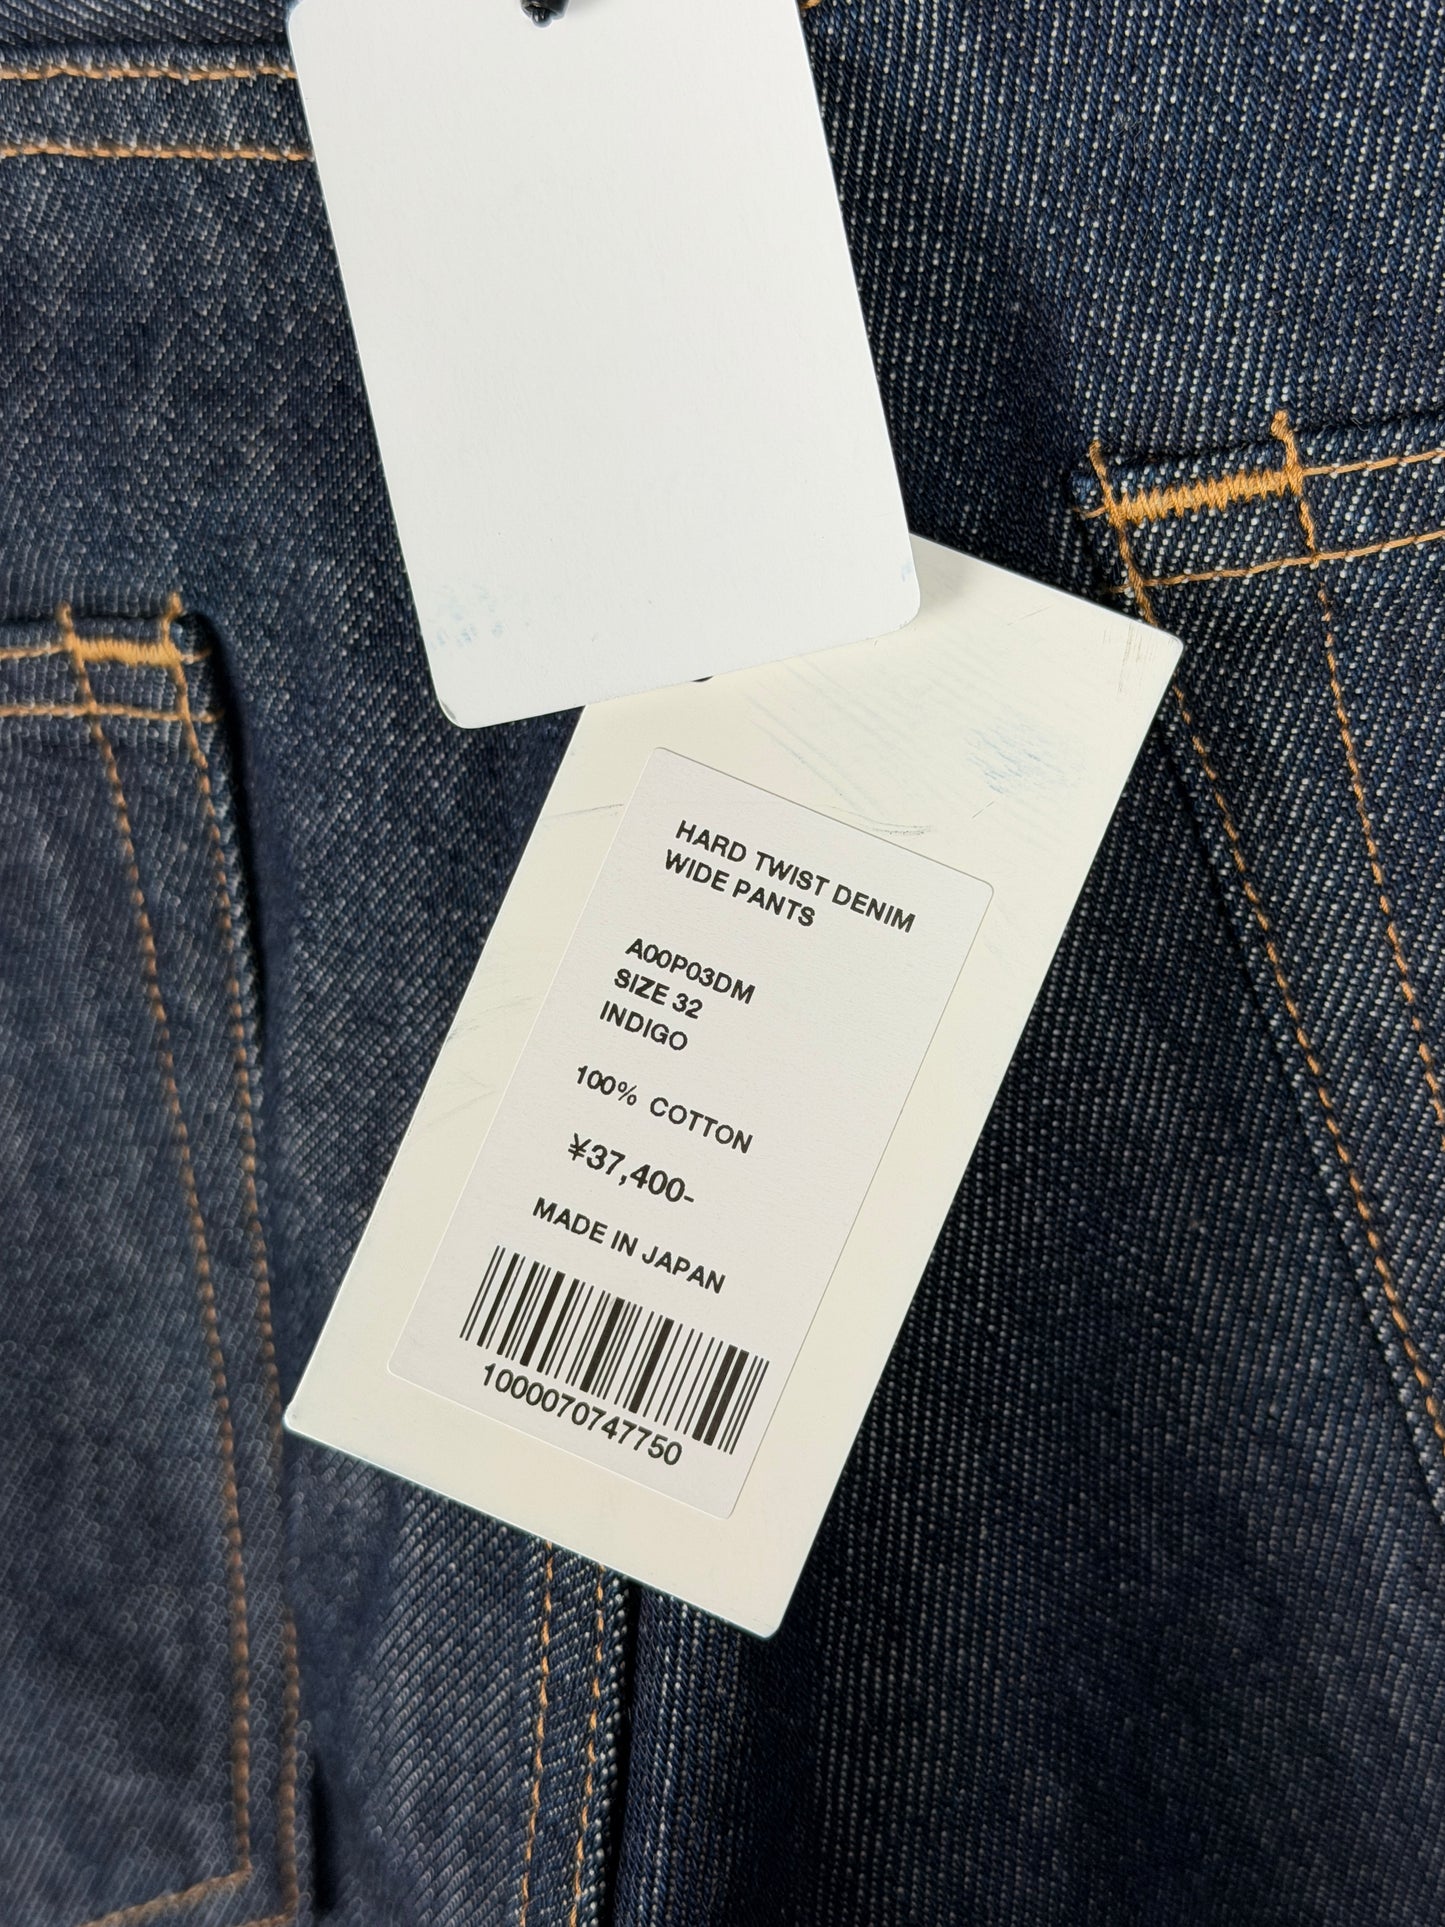 HARD TWIST DENIM
WIDE PANTS
A00P03DM
SIZE 32
INDIGO
100% COTTON
¥37,400-
MADE IN JAPAN
1000070747750